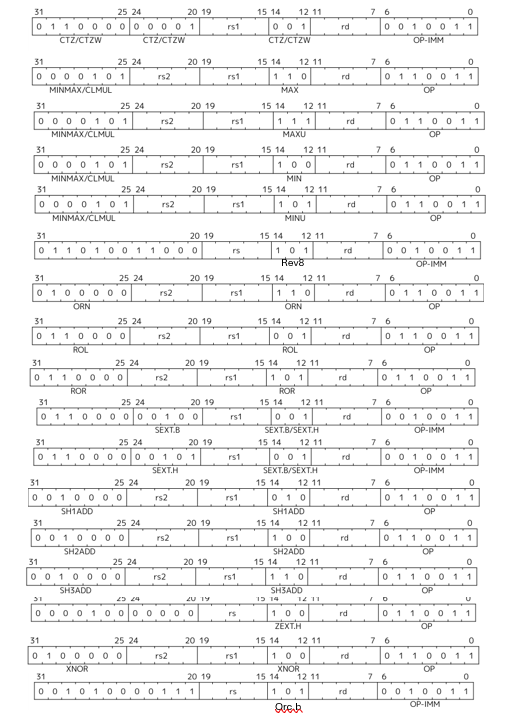 31 25 24 20 19 15 14 12 11 7 6 0
0 1 1 0 0 0 0 0 0 0 0 1 rs1 0 0 1 rd 0 0 1 0 0 1 1
CTZ/CTZW CTZ/CTZW CTZ/CTZW OP-IMM
31 25 24 20 19 15 14 12 11 7 6 0
0 0 0 0 1 0 1 rs2 rs1 1 1 0 rd 0 1 1 0 0 1 1
MINMAX/CLMUL MAX OP
31 25 24 20 19 15 14 12 11 7 6 0
0 0 0 0 1 0 1 rs2 rs1 1 1 1 rd 0 1 1 0 0 1 1
MINMAX/CLMUL MAXU OP
31 25 24 20 19 15 14 12 11 7 6 0
0 0 0 0 1 0 1 rs2 rs1 1 0 0 rd 0 1 1 0 0 1 1
MINMAX/CLMUL MIN OP
31 25 24 20 19 15 14 12 11 7 6 0
0 0 0 0 1 0 1 rs2 rs1 1 0 1 rd 0 1 1 0 0 1 1
MINMAX/CLMUL MINU OP
31 20 19 15 14 12 11 7 6 0
0 1 1 0 1 0 0 1 1 0 0 0 rs 1 0 1 rd 0 0 1 0 0 1 1
Rev8 OP-IMM
31 25 24 20 19 15 14 12 11 7 6 0
0 1 0 0 0 0 0 rs2 rs1 1 1 0 rd 0 1 1 0 0 1 1
ORN ORN OP
31 25 24 20 19 15 14 12 11 7 6 0
0 1 1 0 0 0 0 rs2 rs1 0 0 1 rd 0 1 1 0 0 1 1
ROL ROL OP
31 25 24 20 19 15 14 12 11 7 6 0
0 1 1 0 0 0 0 rs2 rs1 1 0 1 rd 0 1 1 0 0 1 1
ROR ROR OP
31 25 24 20 19 15 14 12 11 7 6 0
0 1 1 0 0 0 0 0 0 1 0 0 rs1 0 0 1 rd 0 0 1 0 0 1 1
SEXT.B SEXT.B/SEXT.H OP-IMM
31 25 24 20 19 15 14 12 11 7 6 0
0 1 1 0 0 0 0 0 0 1 0 1 rs1 0 0 1 rd 0 0 1 0 0 1 1
SEXT.H SEXT.B/SEXT.H OP-IMM
31 25 24 20 19 15 14 12 11 7 6 0
0 0 1 0 0 0 0 rs2 rs1 0 1 0 rd 0 1 1 0 0 1 1
SH1ADD SH1ADD OP
31 25 24 20 19 15 14 12 11 7 6 0
0 0 1 0 0 0 0 rs2 rs1 1 0 0 rd 0 1 1 0 0 1 1
SH2ADD SH2ADD OP
31 25 24 20 19 15 14 12 11 7 6 0
0 0 1 0 0 0 0 rs2 rs1 1 1 0 rd 0 1 1 0 0 1 1
SH3ADD SH3ADD OP
31 25 24 20 19 15 14 12 11 7 6 0
0 0 0 0 1 0 0 0 0 0 0 0 rs 1 0 0 rd 0 1 1 0 0 1 1
ZEXT.H OP
31 25 24 20 19 15 14 12 11 7 6 0
0 1 0 0 0 0 0 rs2 rs1 1 0 0 rd 0 1 1 0 0 1 1
XNOR XNOR OP
31 20 19 15 14 12 11 7 6 0
0 0 1 0 1 0 0 0 0 1 1 1 rs 1 0 1 rd 0 0 1 0 0 1 1
Orc.b OP-IMM